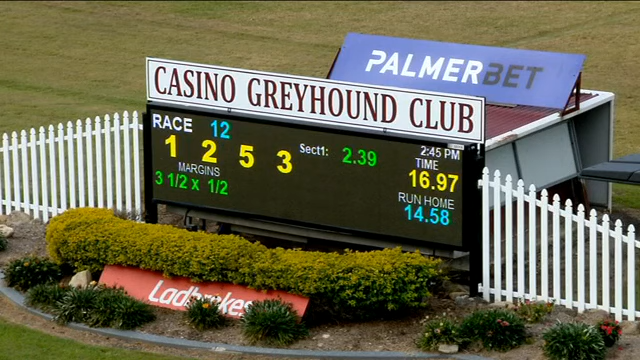 PALMERBET
CASINO GREYHOUND CLUB
RACE 12
1 2 5 3
Sect1: 2.39
2:45 PM
TIME
16.97
MARGINS
3 1/2 x 1/2
RUN HOME
14.58
Ladbrokes